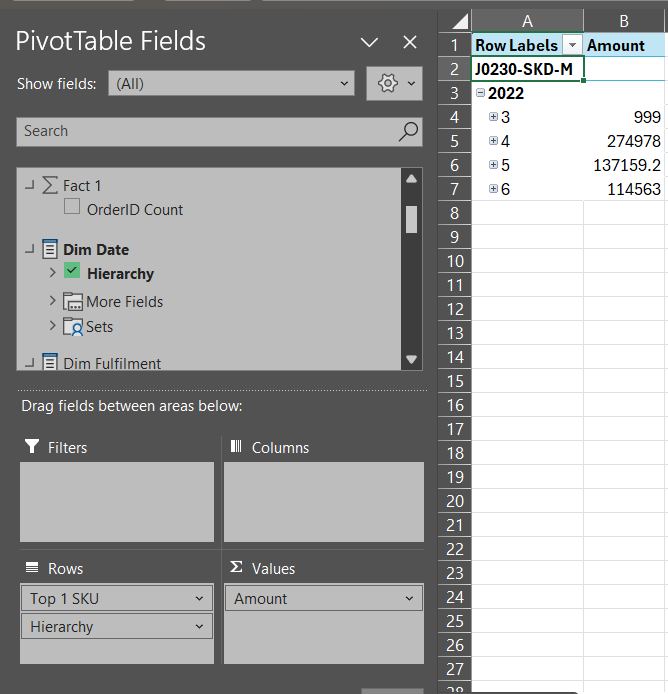 PivotTable Fields
Show fields:
(All)
Search
Fact 1
OrderID Count
Dim Date
Hierarchy
More Fields
Sets
Dim Fulfilment
Drag fields between areas below:
Filters
Columns
Rows
Values
Top 1 SKU
Amount
Hierarchy
A B
1 Row Labels Amount
2 J0230-SKD-M
3 2022
4 3 999
5 4 274978
6 5 137159.2
7 6 114563
8
9
10
11
12
13
14
15
16
17
18
19
20
21
22
23
24
25
26
27
28